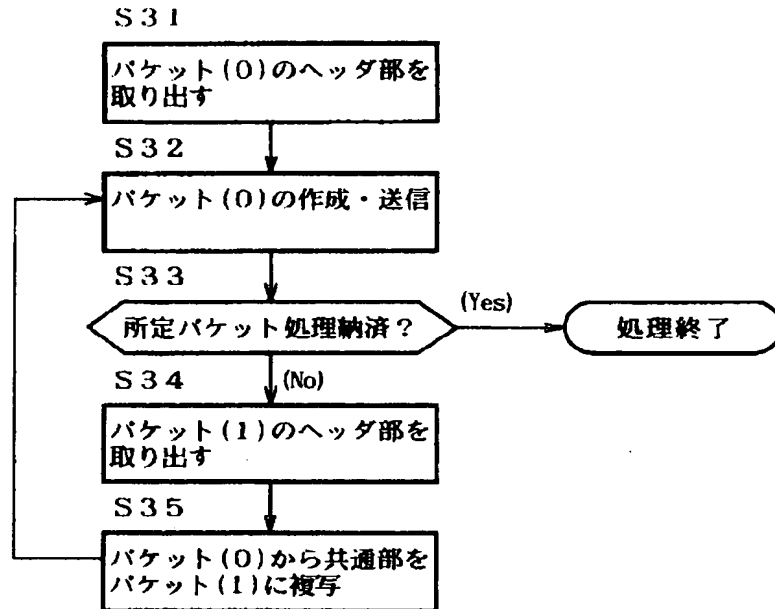 S31
パケット(0)のヘッダ部を
取り出す
S32
パケット(0)の作成・送信
S33
所定パケット処理納済?
(Yes)
処理終了
S34
(No)
パケット(1)のヘッダ部を
取り出す
S35
パケット(0)から共通部を
パケット(1)に複写